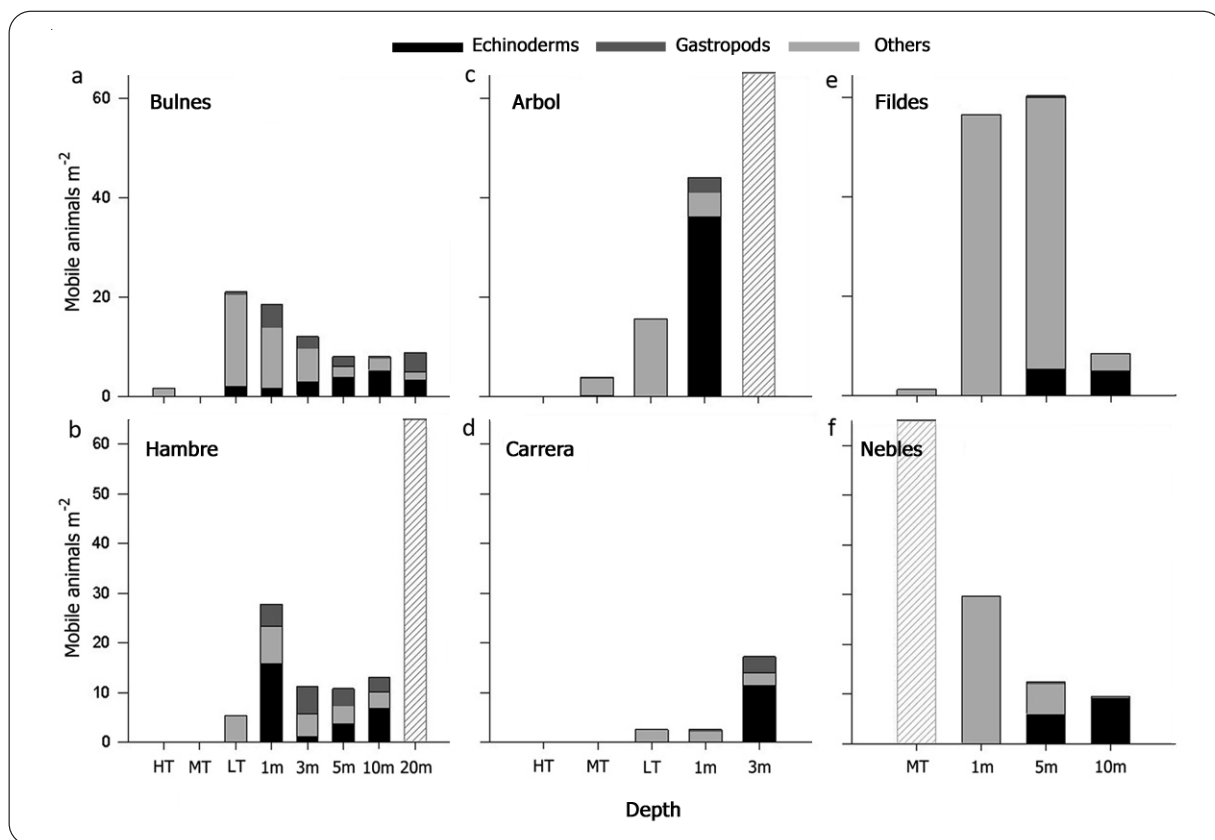 Echinoderms Gastropods Others
a
Bulnes
Mobile animals m-2
60
40
20
0
c
Arbol
e
Fildes
b
Hambre
Mobile animals m-2
60
50
40
30
20
10
0
HT MT LT 1m 3m 5m 10m 20m
d
Carrera
HT MT LT 1m 3m
f
Nebles
MT 1m 5m 10m
Depth